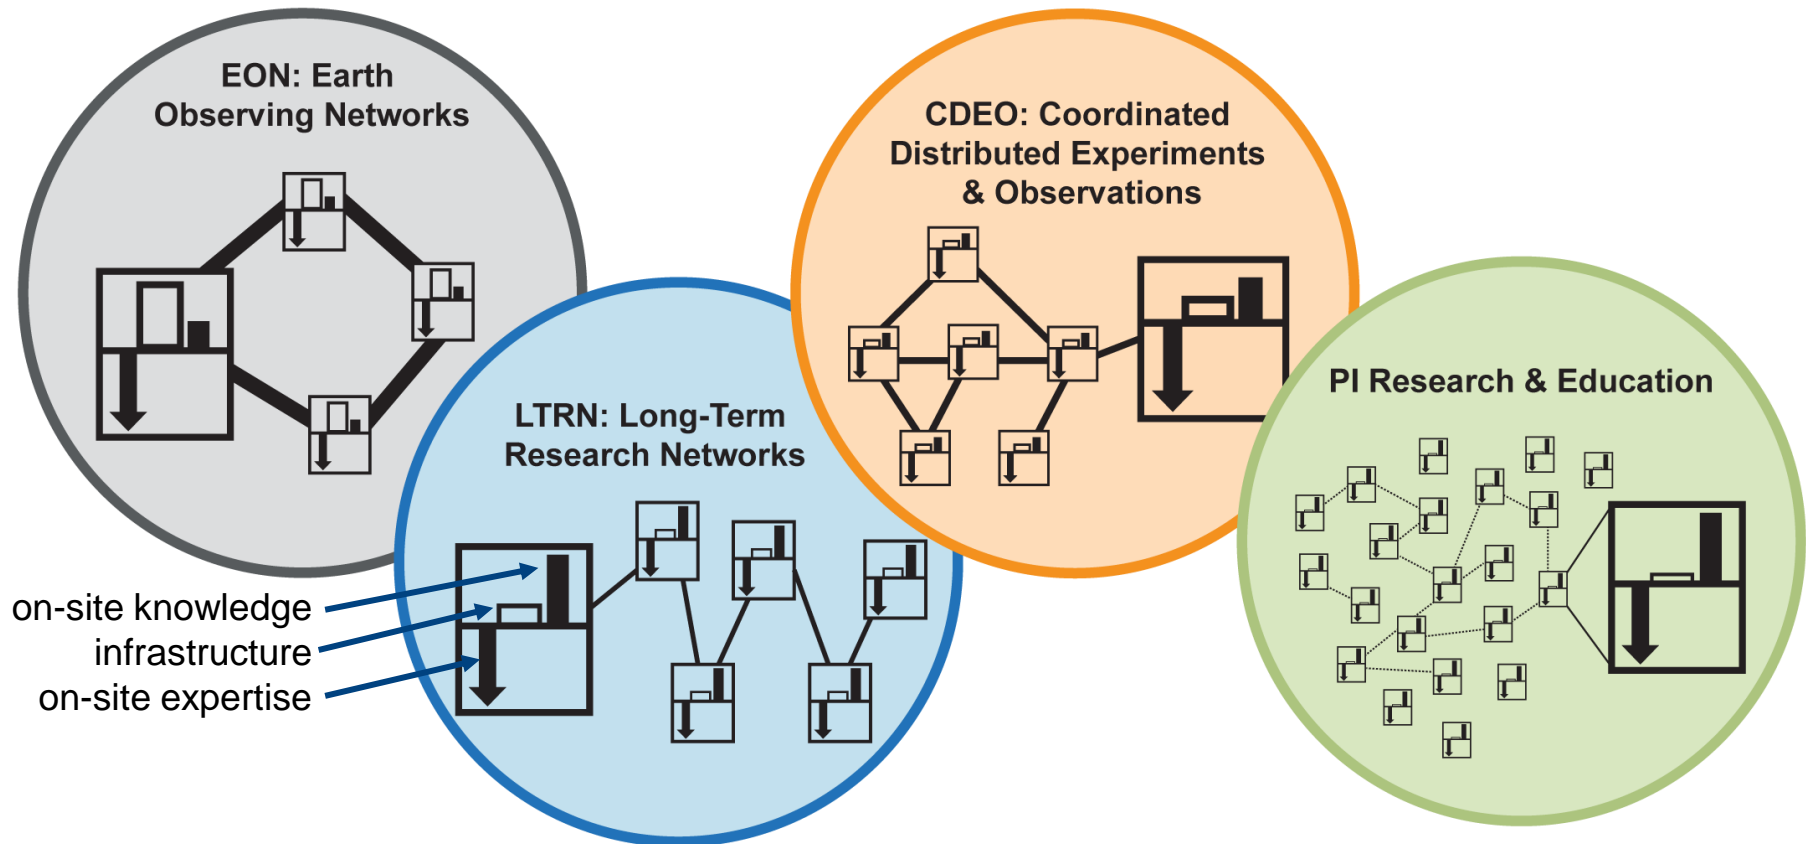 EON: Earth
Observing Networks
CDEO: Coordinated
Distributed Experiments
& Observations
LTRN: Long-Term
Research Networks
PI Research & Education
on-site knowledge
infrastructure
on-site expertise